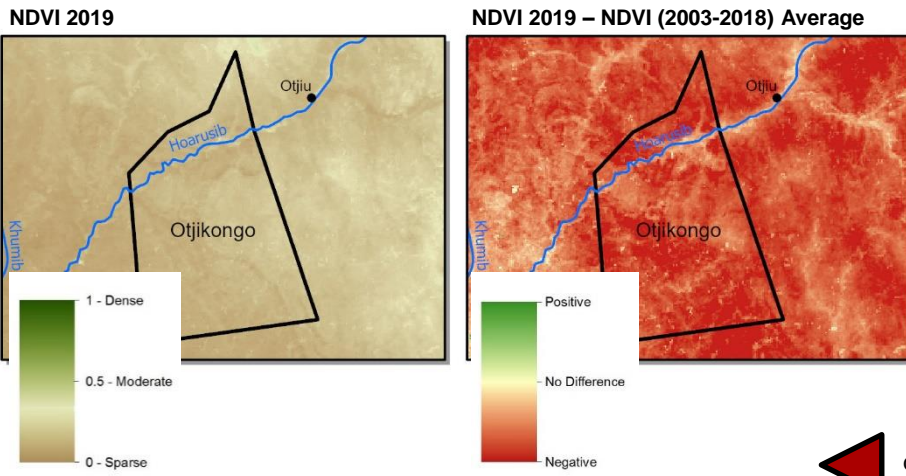 NDVI 2019
NDVI 2019 – NDVI (2003-2018) Average
Otjiu
Hoarusib
Otjikongo
Khumib
1 - Dense
0.5 - Moderate
0 - Sparse
Otjiu
Hoarusib
Otjikongo
Khumib
Positive
No Difference
Negative